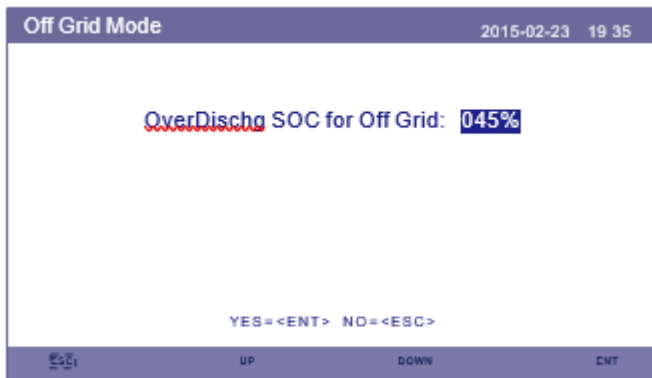 Off Grid Mode 2015-02-23 19 35
OverDischg SOC for Off Grid: 045%
YES=<ENT> NO=<ESC>
ESC UP DOWN ENT